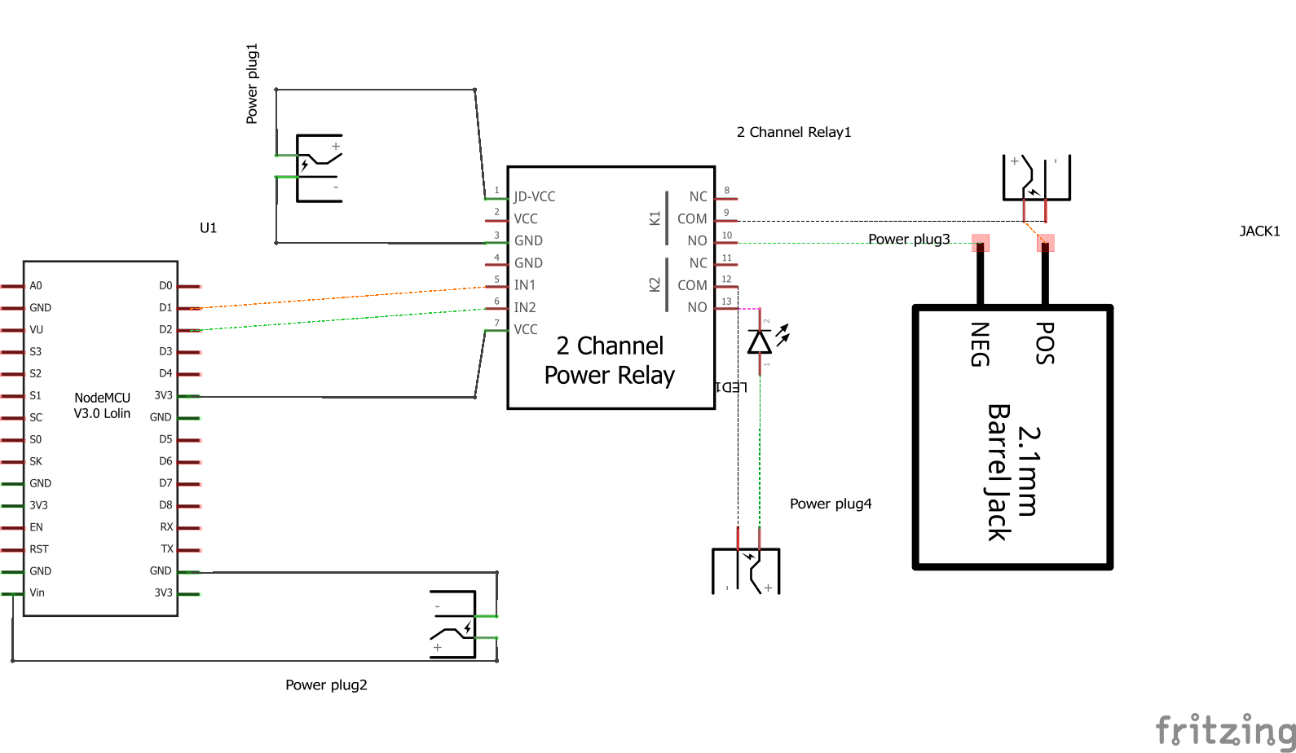 Power plug1
+
-
2 Channel Relay1
+
-
U1
JACK1
Power plug3
1 JD-VCC
2 VCC
3 GND
4 GND
5 IN1
6 IN2
7 VCC
K1
K2
NC 8
COM 9
NO 10
NC 11
COM 12
NO 13
2 Channel
Power Relay
2
1
LED1
NEG
POS
2.1mm
Barrel Jack
A0 D0
GND D1
VU D2
S3 D3
S2 D4
S1 3V3
SC GND
S0 D5
SK D6
GND D7
3V3 D8
EN RX
RST TX
GND GND
Vin 3V3
NodeMCU
V3.0 Lolin
Power plug4
-
+
-
+
Power plug2
fritzing